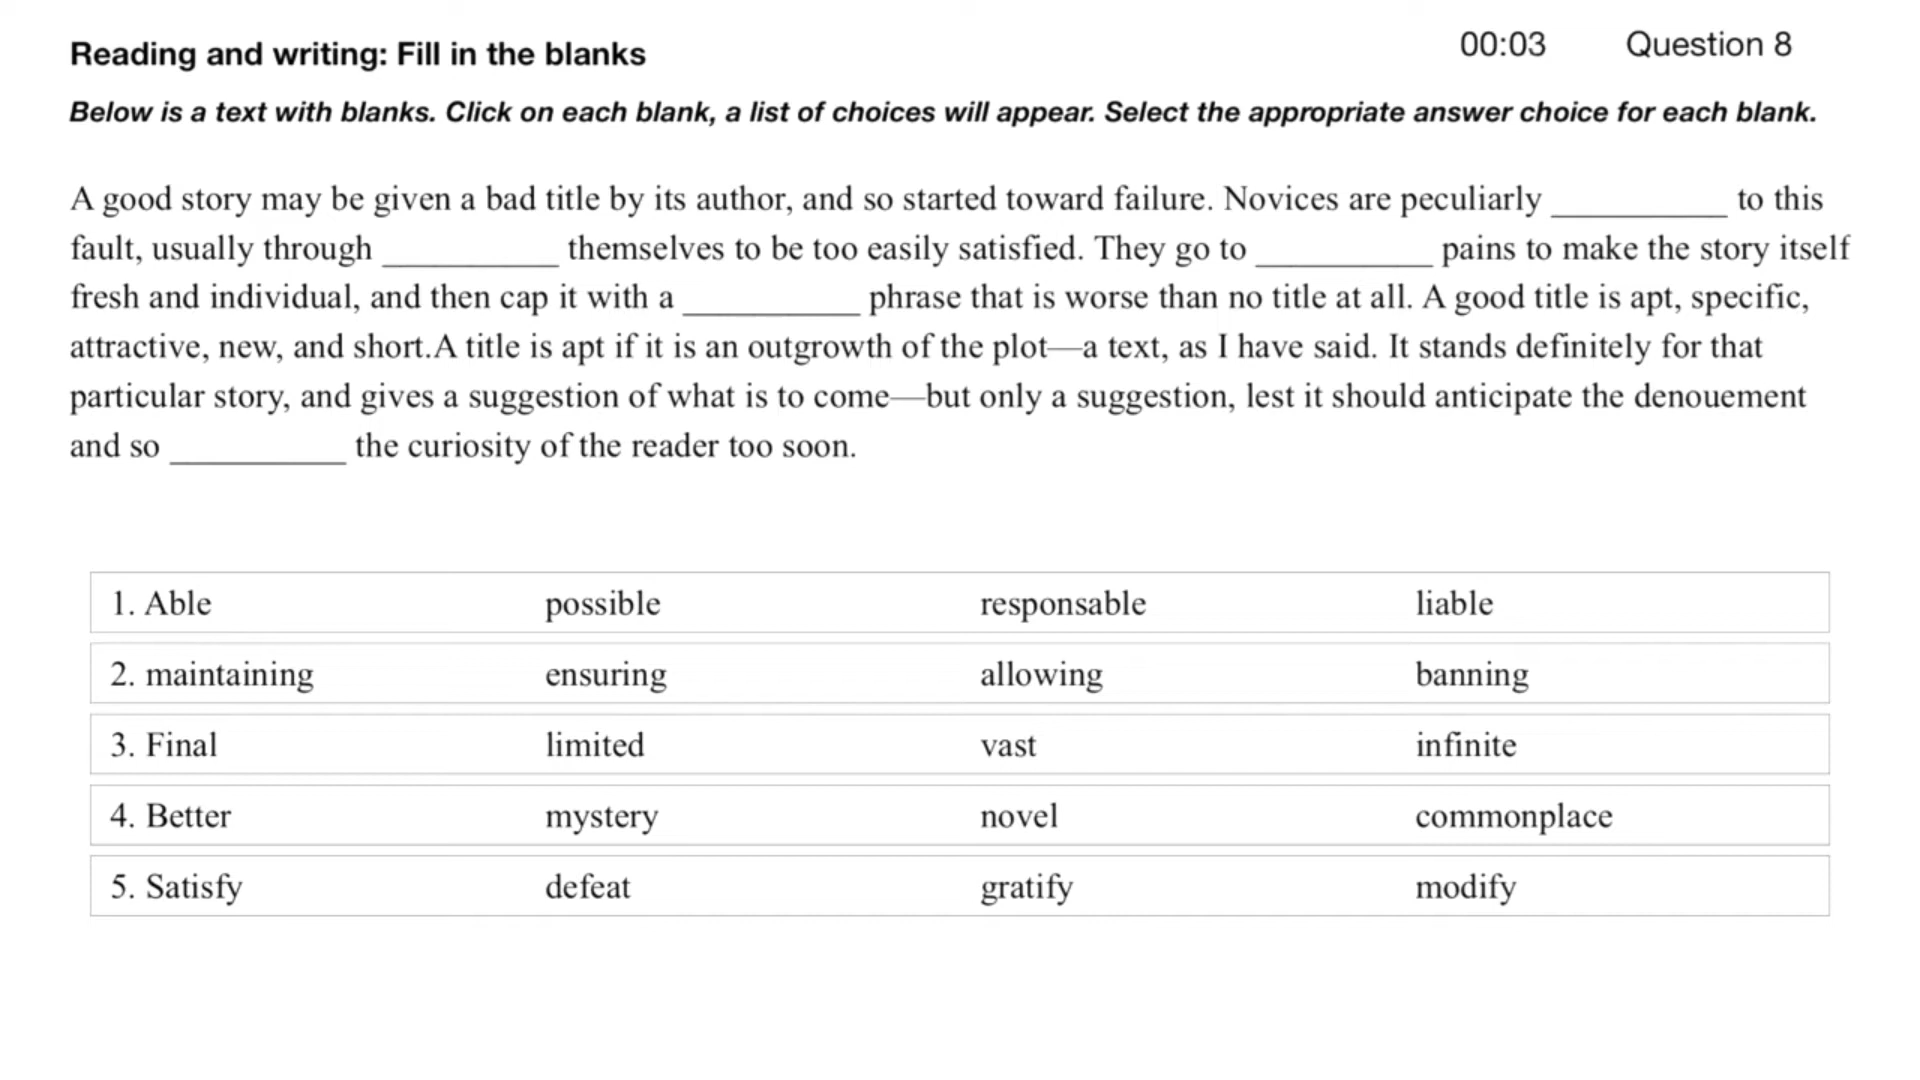 Reading and writing: Fill in the blanks
00:03 Question 8
Below is a text with blanks. Click on each blank, a list of choices will appear. Select the appropriate answer choice for each blank.
A good story may be given a bad title by its author, and so started toward failure. Novices are peculiarly __________ to this
fault, usually through __________ themselves to be too easily satisfied. They go to __________ pains to make the story itself
fresh and individual, and then cap it with a __________ phrase that is worse than no title at all. A good title is apt, specific,
attractive, new, and short.A title is apt if it is an outgrowth of the plot—a text, as I have said. It stands definitely for that
particular story, and gives a suggestion of what is to come—but only a suggestion, lest it should anticipate the denouement
and so __________ the curiosity of the reader too soon.
1. Able possible responsable liable
2. maintaining ensuring allowing banning
3. Final limited vast infinite
4. Better mystery novel commonplace
5. Satisfy defeat gratify modify